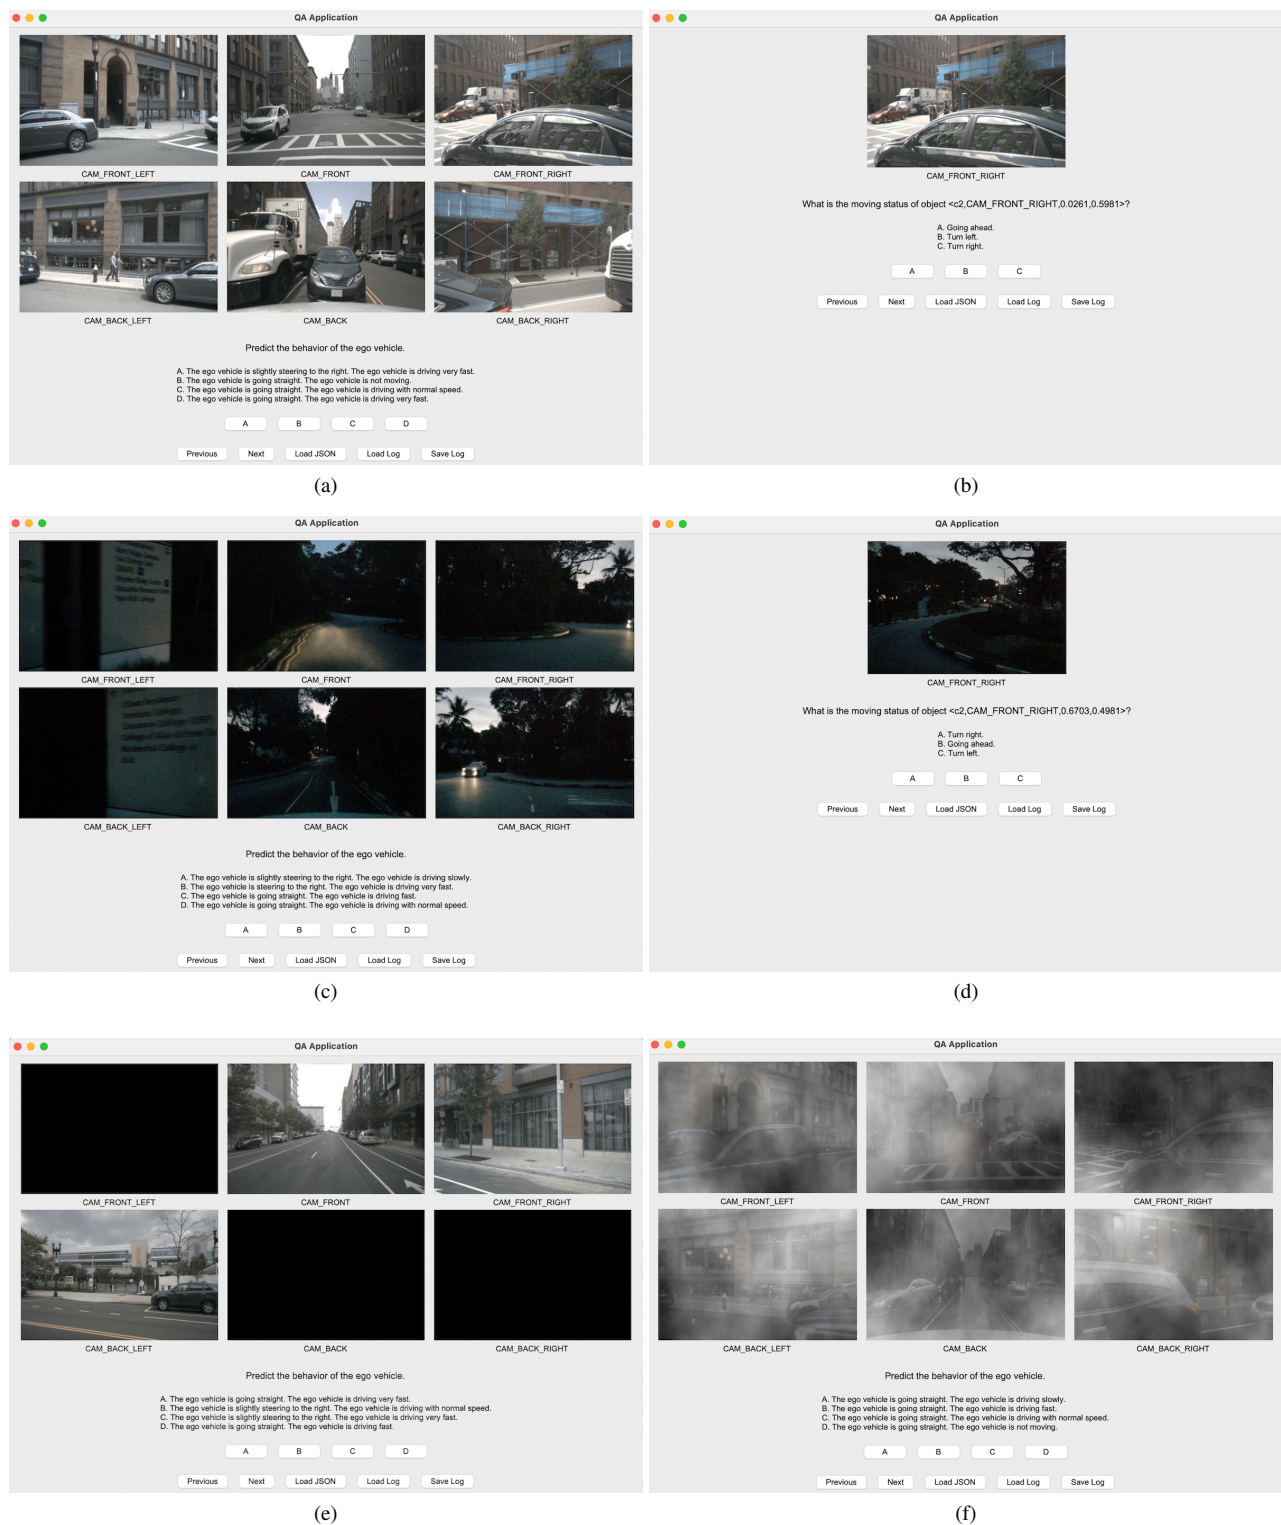 QA Application
CAM_FRONT_LEFT
CAM_FRONT
CAM_FRONT_RIGHT
CAM_BACK_LEFT
CAM_BACK
CAM_BACK_RIGHT
Predict the behavior of the ego vehicle.
A. The ego vehicle is slightly steering to the right. The ego vehicle is driving very fast.
B. The ego vehicle is going straight. The ego vehicle is not moving.
C. The ego vehicle is going straight. The ego vehicle is driving with normal speed.
D. The ego vehicle is going straight. The ego vehicle is driving very fast.
A B C D
Previous Next Load JSON Load Log Save Log
(a)
QA Application
CAM_FRONT_RIGHT
What is the moving status of object <c2,CAM_FRONT_RIGHT,0.0261,0.5981>?
A. Going ahead.
B. Turn left.
C. Turn right.
A B C
Previous Next Load JSON Load Log Save Log
(b)
QA Application
CAM_FRONT_LEFT
CAM_FRONT
CAM_FRONT_RIGHT
CAM_BACK_LEFT
CAM_BACK
CAM_BACK_RIGHT
Predict the behavior of the ego vehicle.
A. The ego vehicle is slightly steering to the right. The ego vehicle is driving slowly.
B. The ego vehicle is steering to the right. The ego vehicle is driving very fast.
C. The ego vehicle is going straight. The ego vehicle is driving fast.
D. The ego vehicle is going straight. The ego vehicle is driving with normal speed.
A B C D
Previous Next Load JSON Load Log Save Log
(c)
QA Application
CAM_FRONT_RIGHT
What is the moving status of object <c2,CAM_FRONT_RIGHT,0.6703,0.4981>?
A. Turn right.
B. Going ahead.
C. Turn left.
A B C
Previous Next Load JSON Load Log Save Log
(d)
QA Application
CAM_FRONT_LEFT
CAM_FRONT
CAM_FRONT_RIGHT
CAM_BACK_LEFT
CAM_BACK
CAM_BACK_RIGHT
Predict the behavior of the ego vehicle.
A. The ego vehicle is going straight. The ego vehicle is driving very fast.
B. The ego vehicle is slightly steering to the right. The ego vehicle is driving with normal speed.
C. The ego vehicle is slightly steering to the right. The ego vehicle is driving very fast.
D. The ego vehicle is going straight. The ego vehicle is driving fast.
A B C D
Previous Next Load JSON Load Log Save Log
(e)
QA Application
CAM_FRONT_LEFT
CAM_FRONT
CAM_FRONT_RIGHT
CAM_BACK_LEFT
CAM_BACK
CAM_BACK_RIGHT
Predict the behavior of the ego vehicle.
A. The ego vehicle is going straight. The ego vehicle is driving slowly.
B. The ego vehicle is going straight. The ego vehicle is driving fast.
C. The ego vehicle is going straight. The ego vehicle is driving with normal speed.
D. The ego vehicle is going straight. The ego vehicle is not moving.
A B C D
Previous Next Load JSON Load Log Save Log
(f)